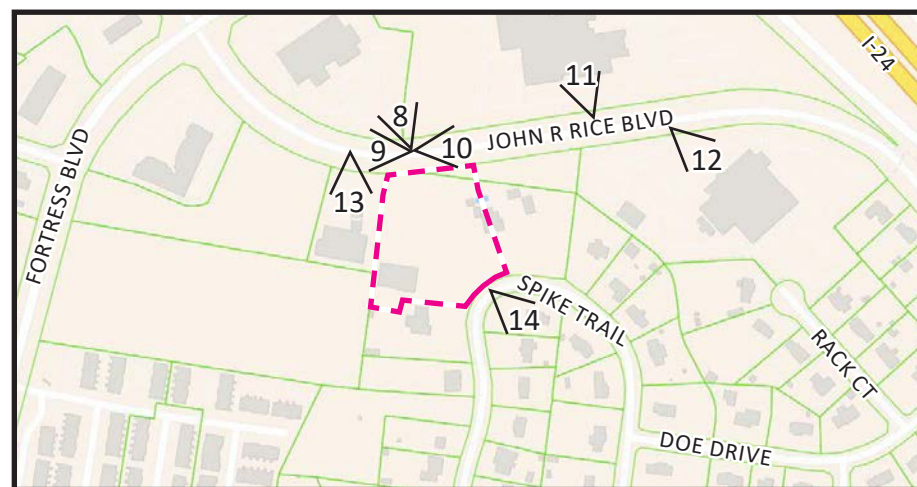 I-24
11
8
JOHN R RICE BLVD
9
10
12
FORTRESS BLVD
13
SPIKE TRAIL
14
RACK CT
DOE DRIVE